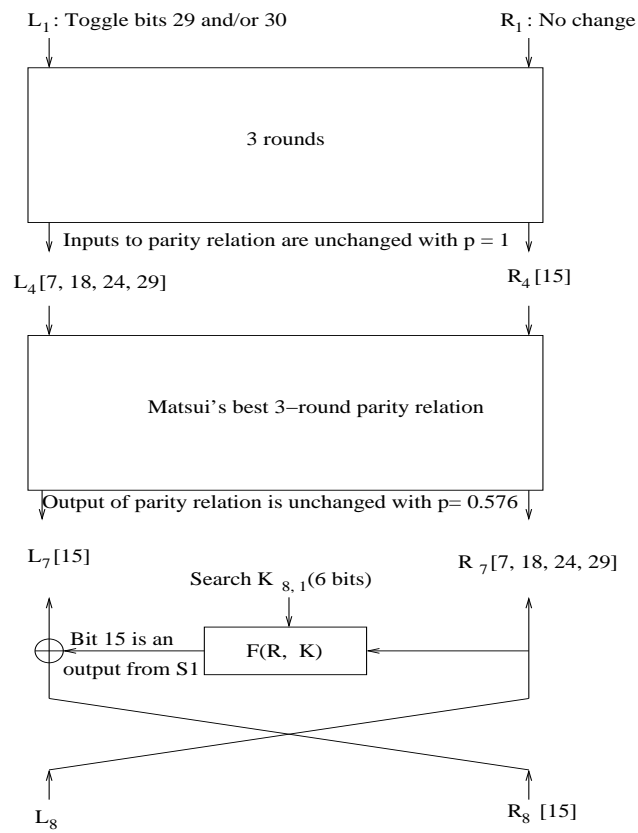 L1: Toggle bits 29 and/or 30
R1: No change
3 rounds
Inputs to parity relation are unchanged with p = 1
L4[7, 18, 24, 29]
R4[15]
Matsui's best 3−round parity relation
Output of parity relation is unchanged with p= 0.576
L7[15]
R 7[7, 18, 24, 29]
Search K 8,1(6 bits)
Bit 15 is an
output from S1
F(R, K)
L8
R8 [15]